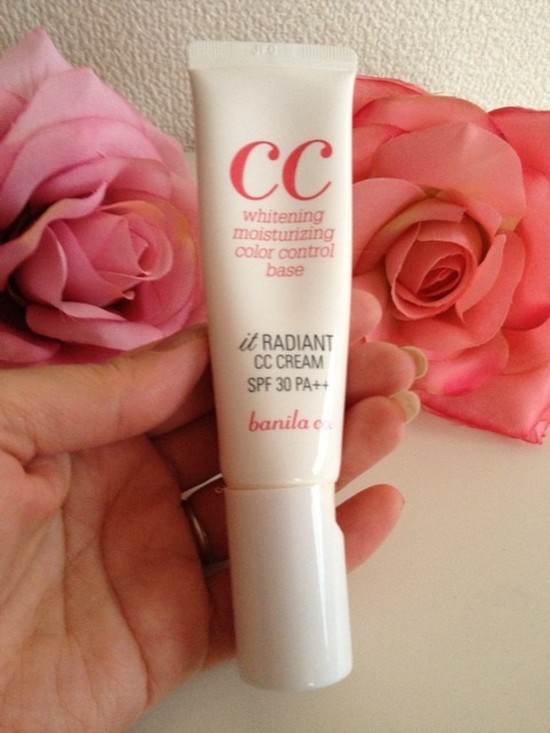 CC
whitening
moisturizing
color control
base
it RADIANT
CC CREAM
SPF 30 PA++
banila co.